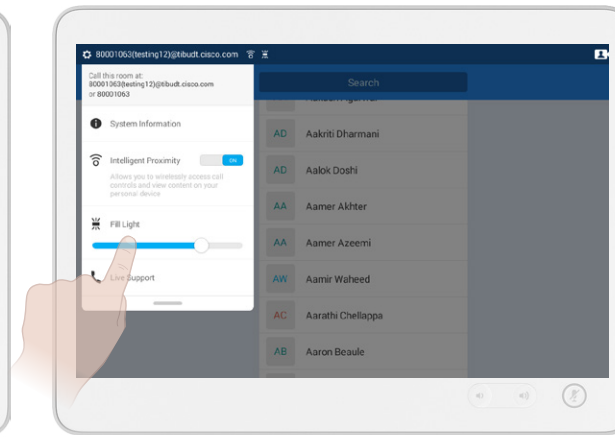 80001063(testing12)@tibudt.cisco.com
Call this room at:
80001063(testing12)@tibudt.cisco.com
or 80001063
System Information
Intelligent Proximity
ON
Allows you to wirelessly access call
controls and view content on your
personal device
Fill Light
Live Support
Search
AD Aakriti Dharmani
AD Aalok Doshi
AA Aamer Akhter
AA Aamer Azeemi
AW Aamir Waheed
AC Aarathi Chellappa
AB Aaron Beaule